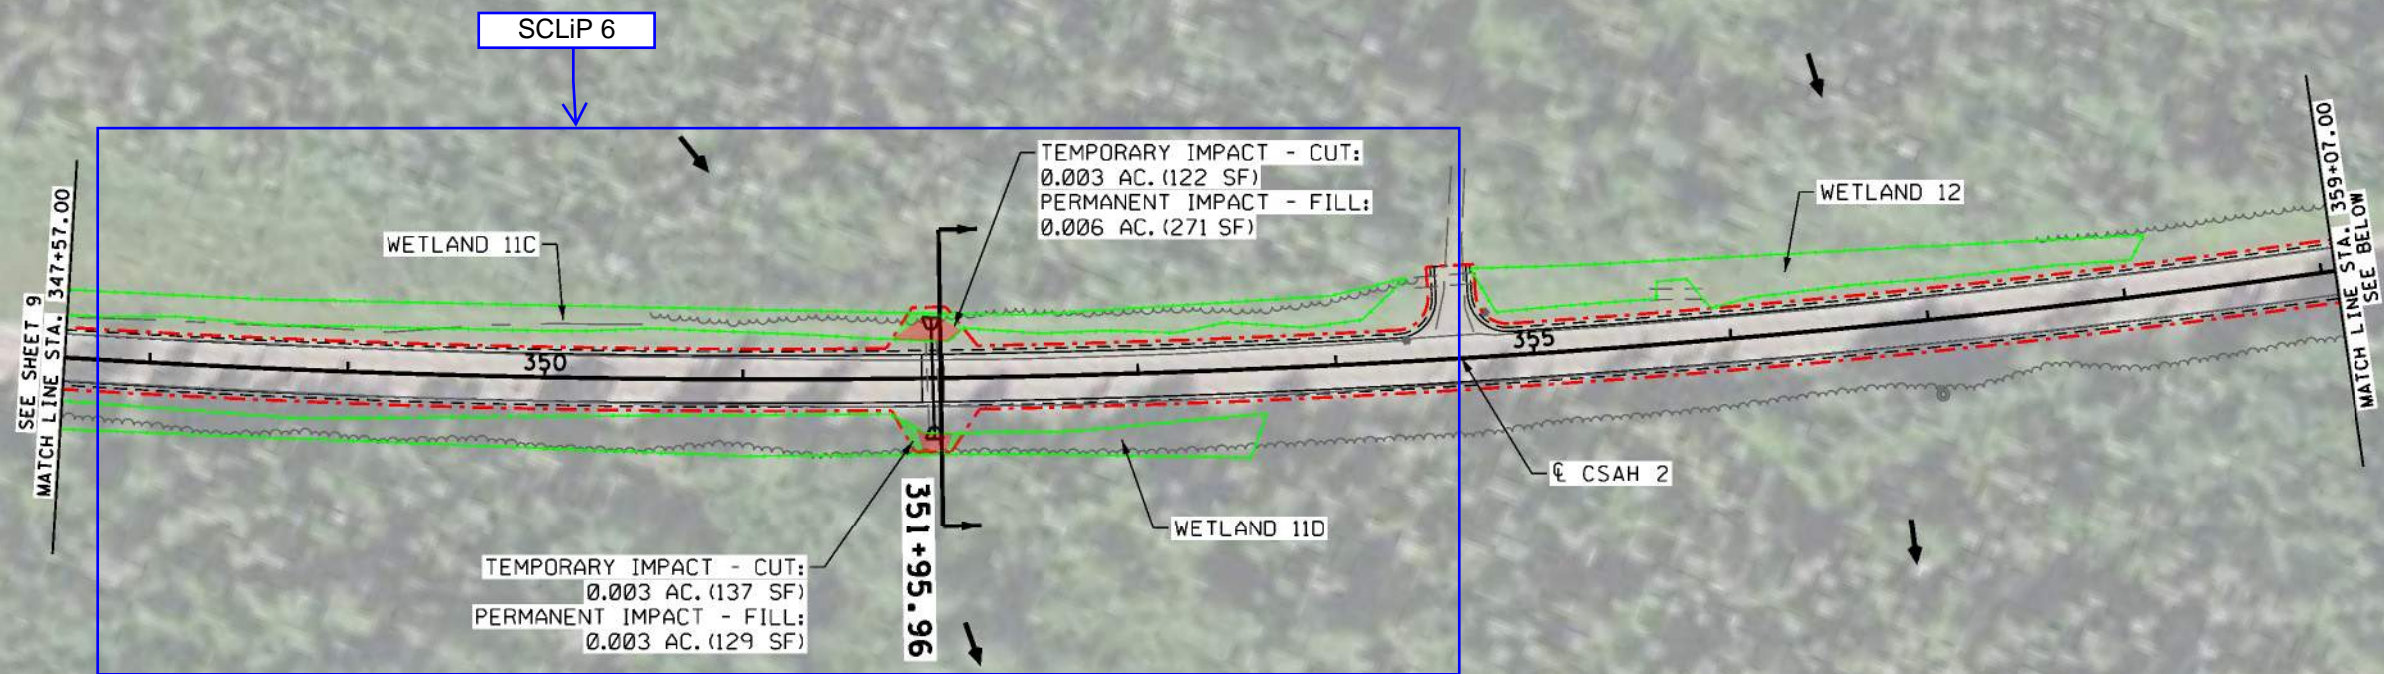 SCLiP 6
TEMPORARY IMPACT - CUT:
0.003 AC. (122 SF)
PERMANENT IMPACT - FILL:
0.006 AC. (271 SF)
WETLAND 12
WETLAND 11C
SEE SHEET 9
MATCH LINE STA. 347+57.00
MATCH LINE STA. 359+07.00
SEE BELOW
350
355
℄ CSAH 2
351+95.96
WETLAND 11D
TEMPORARY IMPACT - CUT:
0.003 AC. (137 SF)
PERMANENT IMPACT - FILL:
0.003 AC. (129 SF)